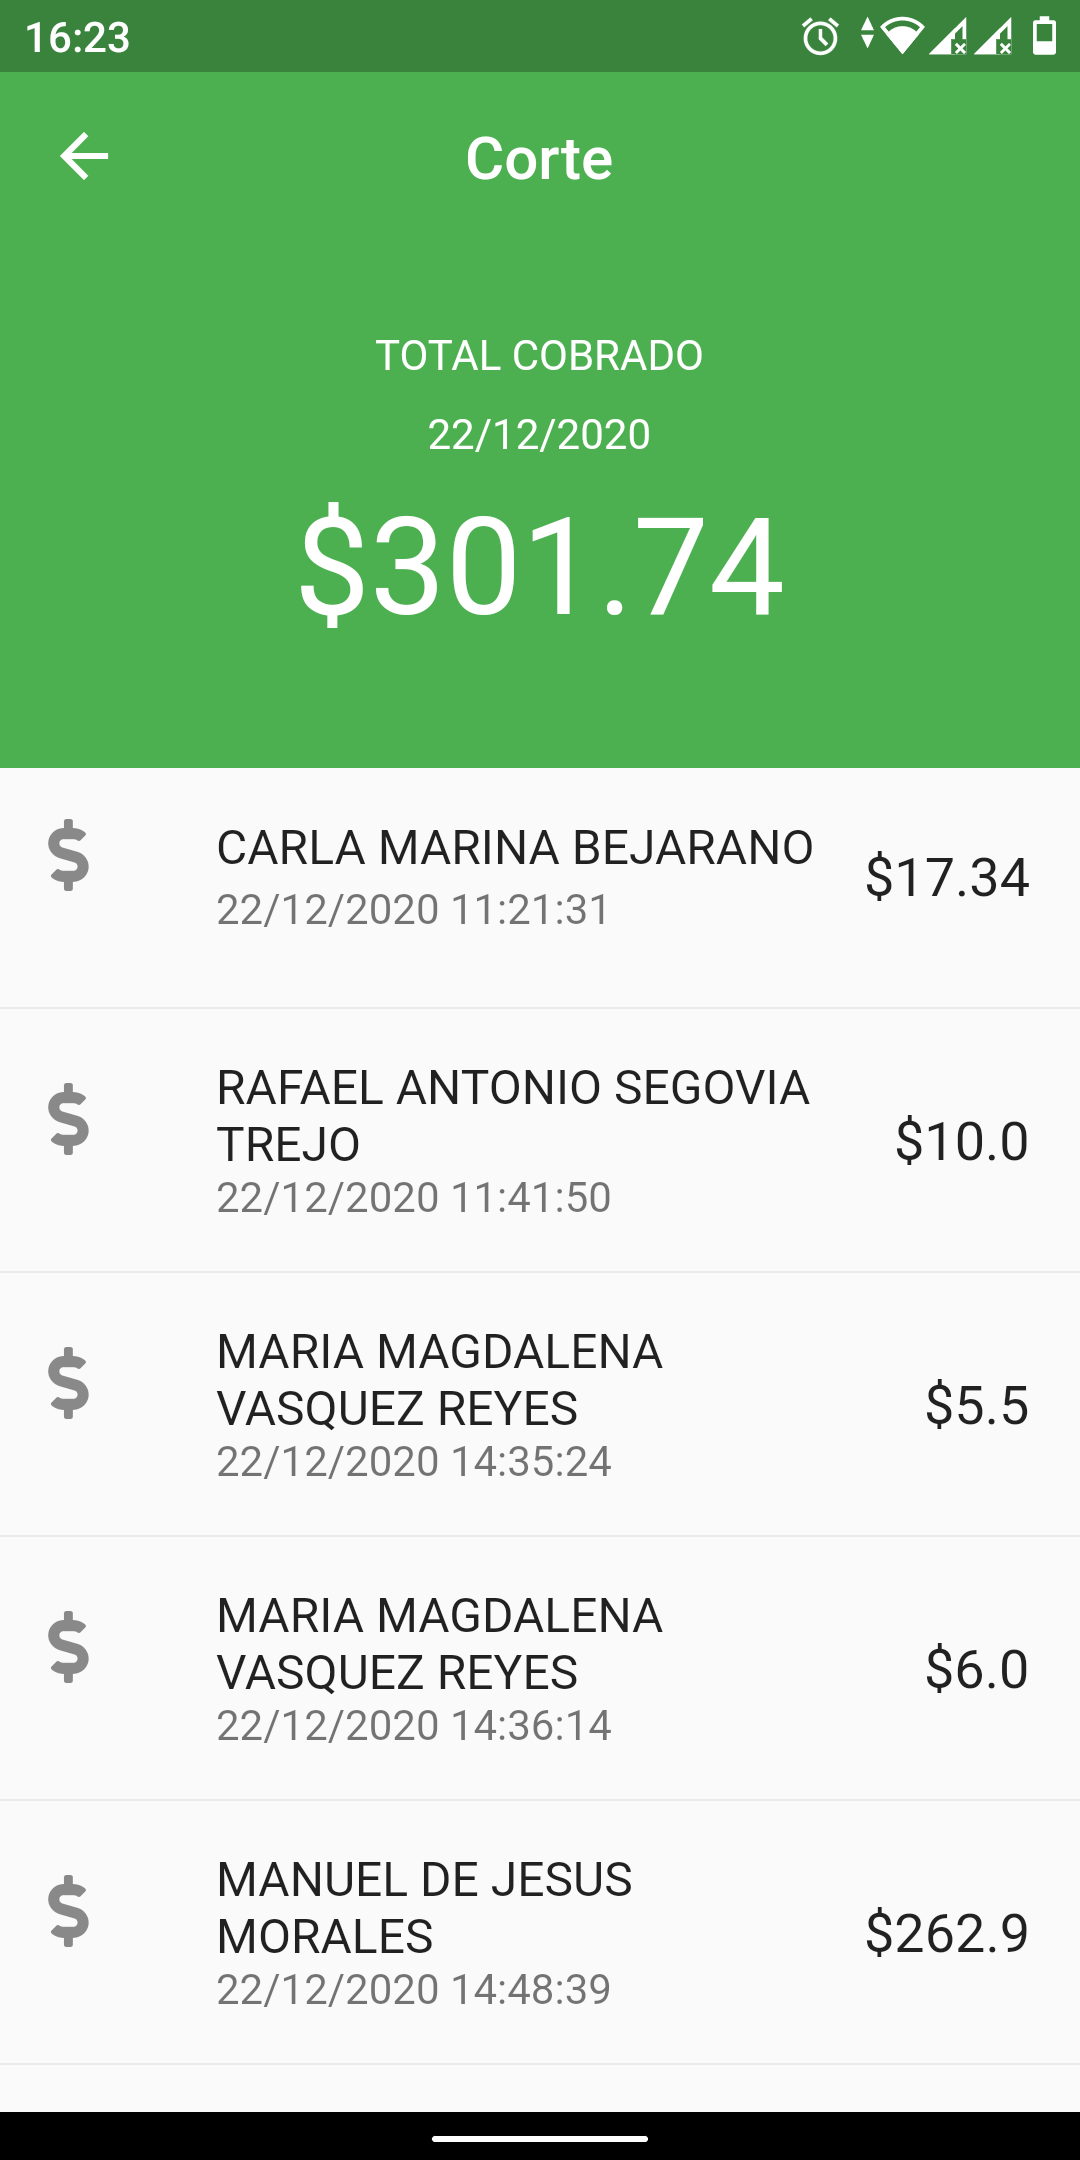 16:23
Corte
TOTAL COBRADO
22/12/2020
$301.74
CARLA MARINA BEJARANO
22/12/2020 11:21:31
$17.34
RAFAEL ANTONIO SEGOVIA
TREJO
22/12/2020 11:41:50
$10.0
MARIA MAGDALENA
VASQUEZ REYES
22/12/2020 14:35:24
$5.5
MARIA MAGDALENA
VASQUEZ REYES
22/12/2020 14:36:14
$6.0
MANUEL DE JESUS
MORALES
22/12/2020 14:48:39
$262.9